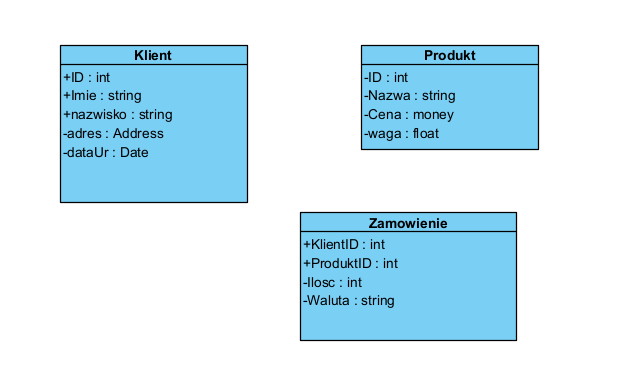 Klient
+ID : int
+Imie : string
+nazwisko : string
-adres : Address
-dataUr : Date
Produkt
-ID : int
-Nazwa : string
-Cena : money
-waga : float
Zamowienie
+KlientID : int
+ProduktID : int
-Ilosc : int
-Waluta : string